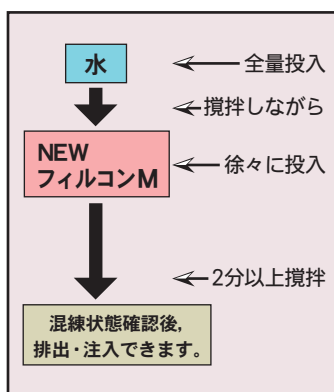 水
全量投入
撹拌しながら
NEW
フィルコンM
徐々に投入
2分以上撹拌
混練状態確認後,
排出・注入できます。